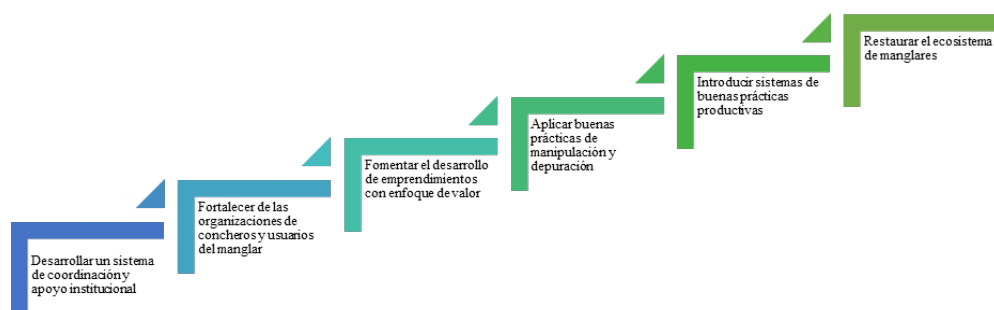 Desarrollar un sistema
de coordinación y
apoyo institucional
Fortalecer de las
organizaciones de
concheros y usuarios
del manglar
Fomentar el desarrollo
de emprendimientos
con enfoque de valor
Aplicar buenas
prácticas de
manipulación y
depuración
Introducir sistemas de
buenas prácticas
productivas
Restaurar el ecosistema
de manglares